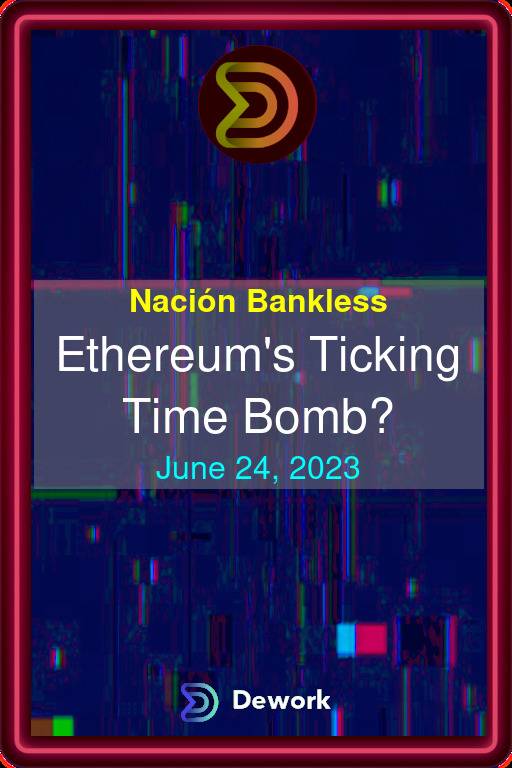 Nación Bankless
Ethereum's Ticking
Time Bomb?
June 24, 2023
Dework